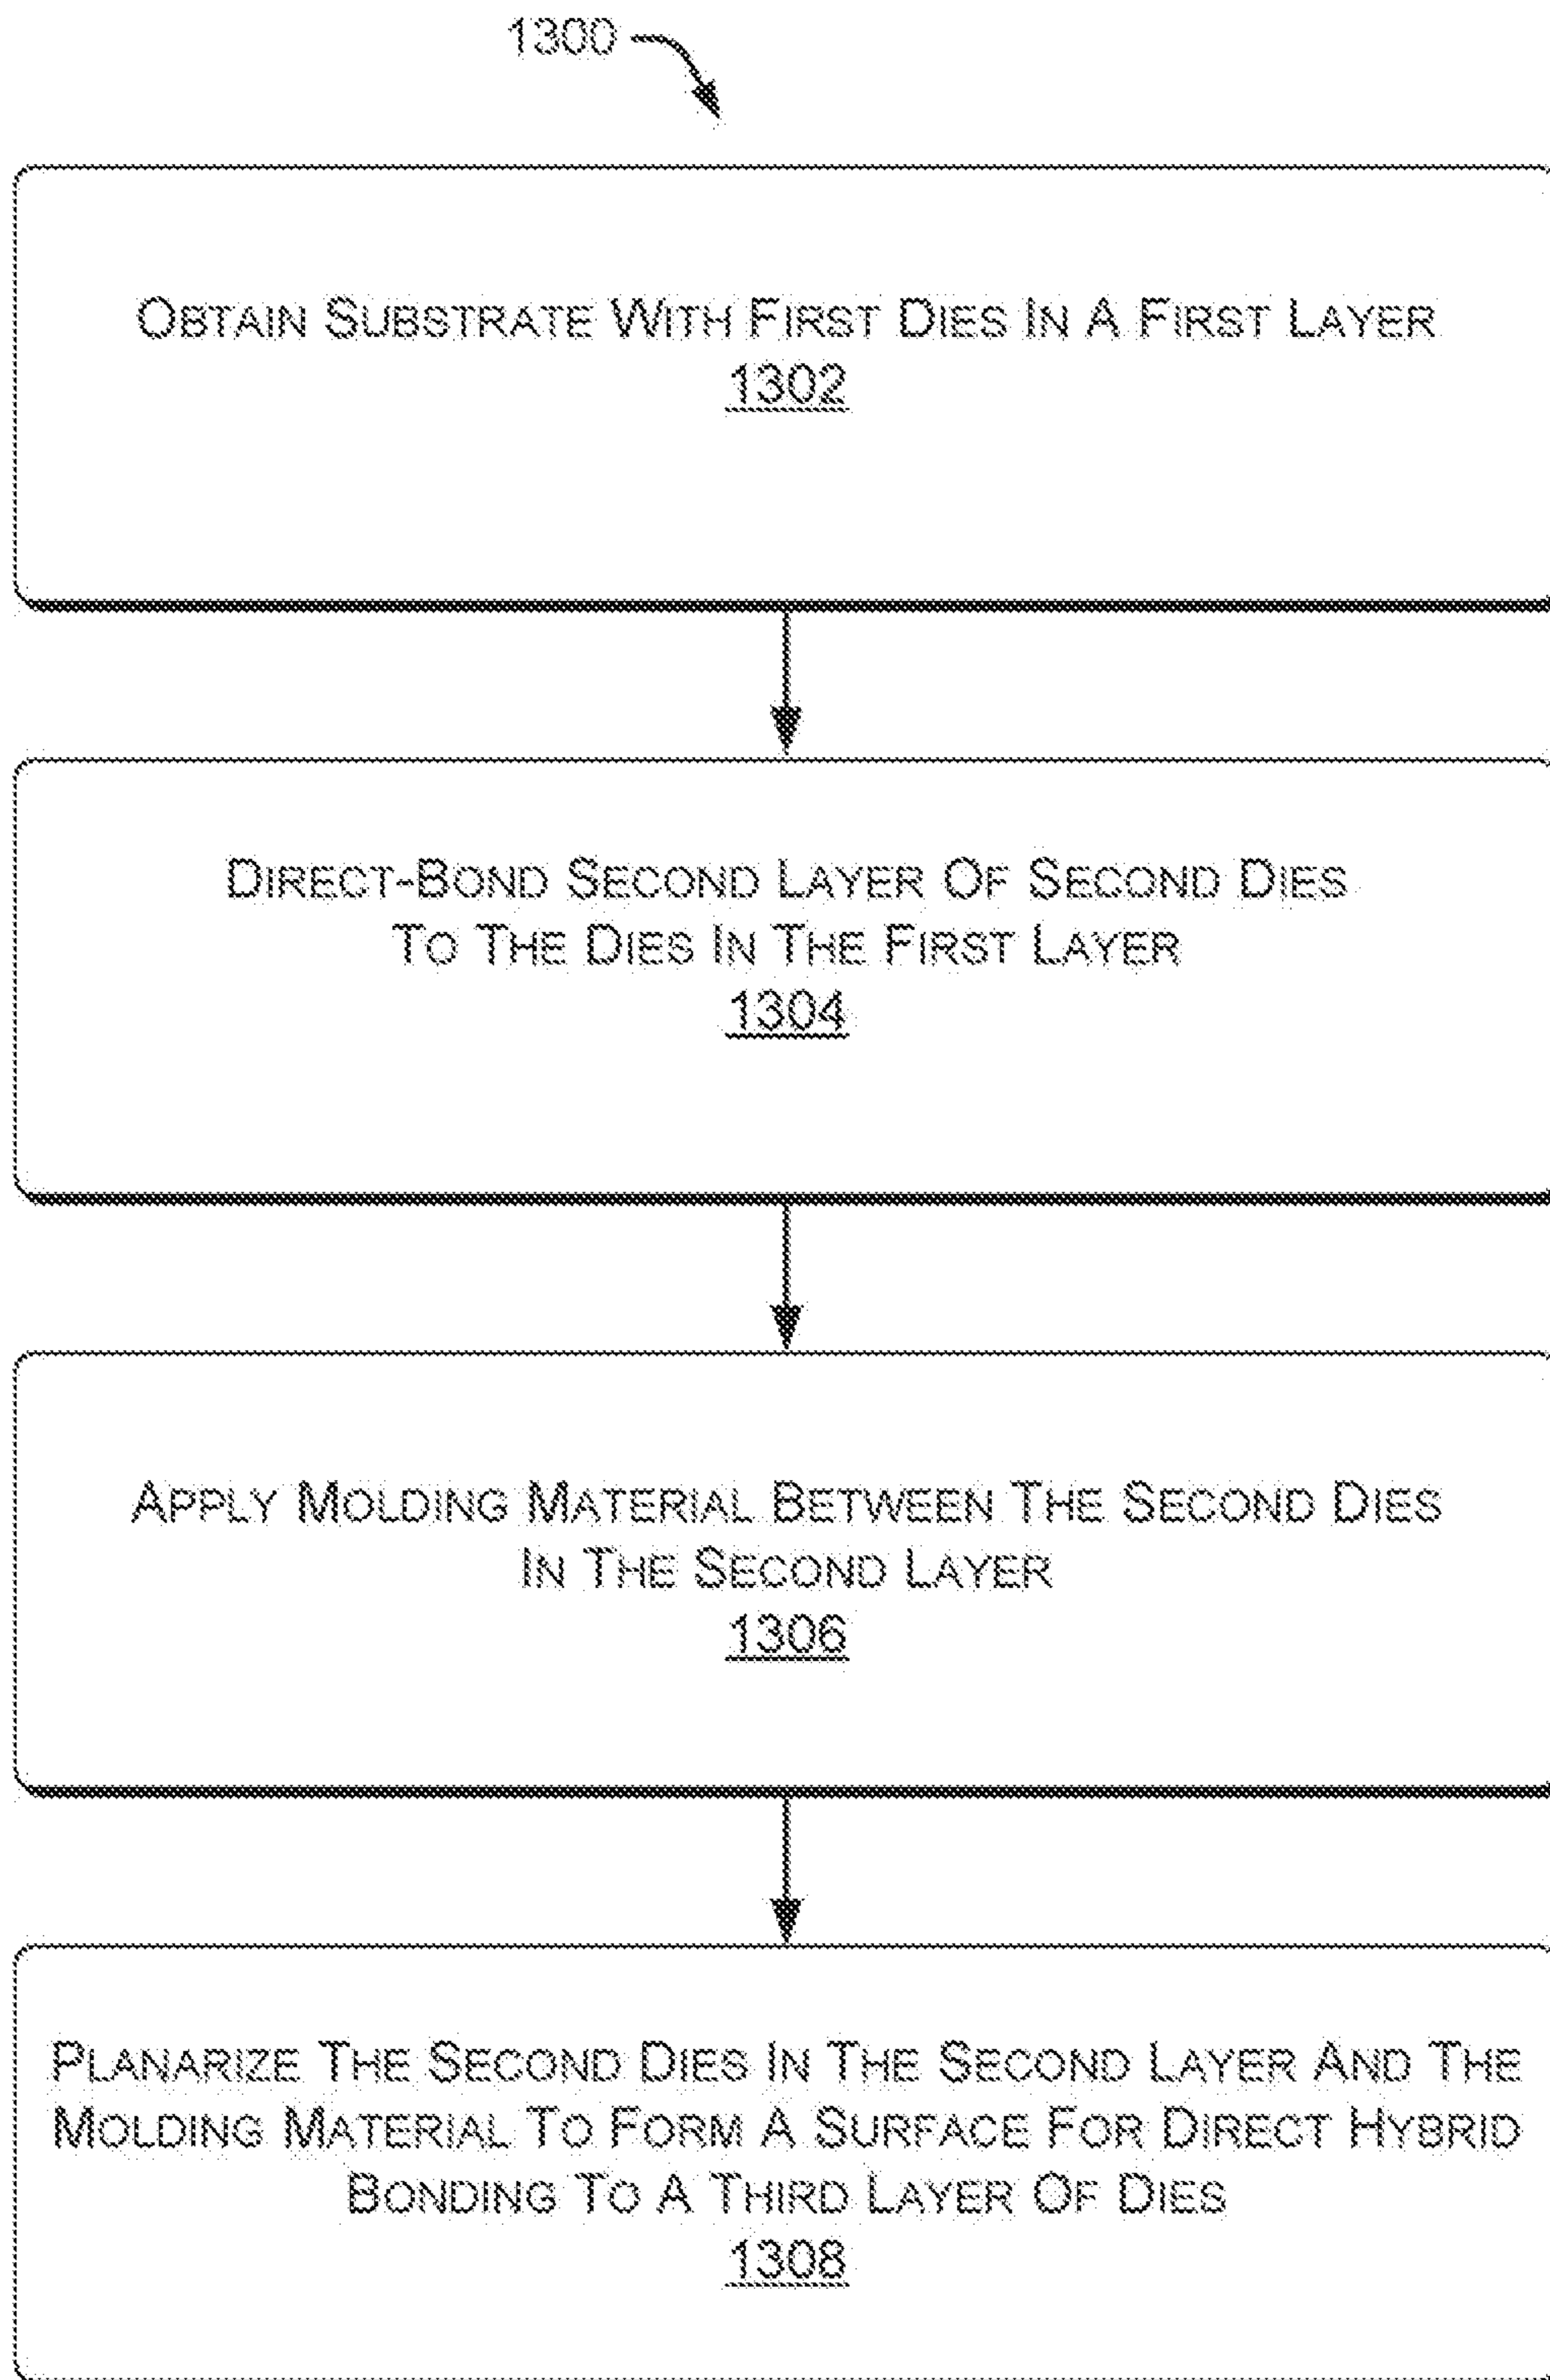 1300
OBTAIN SUBSTRATE WITH FIRST DIES IN A FIRST LAYER
1302
DIRECT-BOND SECOND LAYER OF SECOND DIES
TO THE DIES IN THE FIRST LAYER
1304
APPLY MOLDING MATERIAL BETWEEN THE SECOND DIES
IN THE SECOND LAYER
1306
PLANARIZE THE SECOND DIES IN THE SECOND LAYER AND THE
MOLDING MATERIAL TO FORM A SURFACE FOR DIRECT HYBRID
BONDING TO A THIRD LAYER OF DIES
1308